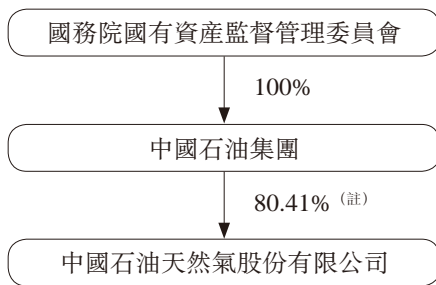 國務院國有資產監督管理委員會
100%
中國石油集團
80.41%（註）
中國石油天然氣股份有限公司